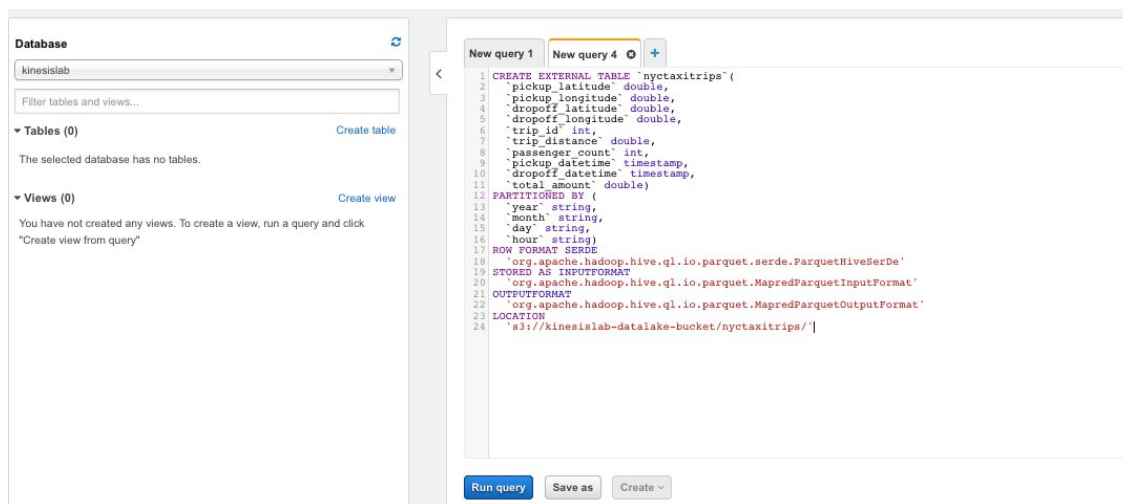 Database
kinesislab
Filter tables and views...
Tables (0)
Create table
The selected database has no tables.
Views (0)
Create view
You have not created any views. To create a view, run a query and click
"Create view from query"
New query 1
New query 4
+
1 CREATE EXTERNAL TABLE `nyctaxitrips`(
2 `pickup_latitude` double,
3 `pickup_longitude` double,
4 `dropoff_latitude` double,
5 `dropoff_longitude` double,
6 `trip_id` int,
7 `trip_distance` double,
8 `passenger_count` int,
9 `pickup_datetime` timestamp,
10 `dropoff_datetime` timestamp,
11 `total_amount` double)
12 PARTITIONED BY (
13 `year` string,
14 `month` string,
15 `day` string,
16 `hour` string)
17 ROW FORMAT SERDE
18 'org.apache.hadoop.hive.ql.io.parquet.serde.ParquetHiveSerDe'
19 STORED AS INPUTFORMAT
20 'org.apache.hadoop.hive.ql.io.parquet.MapredParquetInputFormat'
21 OUTPUTFORMAT
22 'org.apache.hadoop.hive.ql.io.parquet.MapredParquetOutputFormat'
23 LOCATION
24 's3://kinesislab-datalake-bucket/nyctaxitrips/'
Run query
Save as
Create